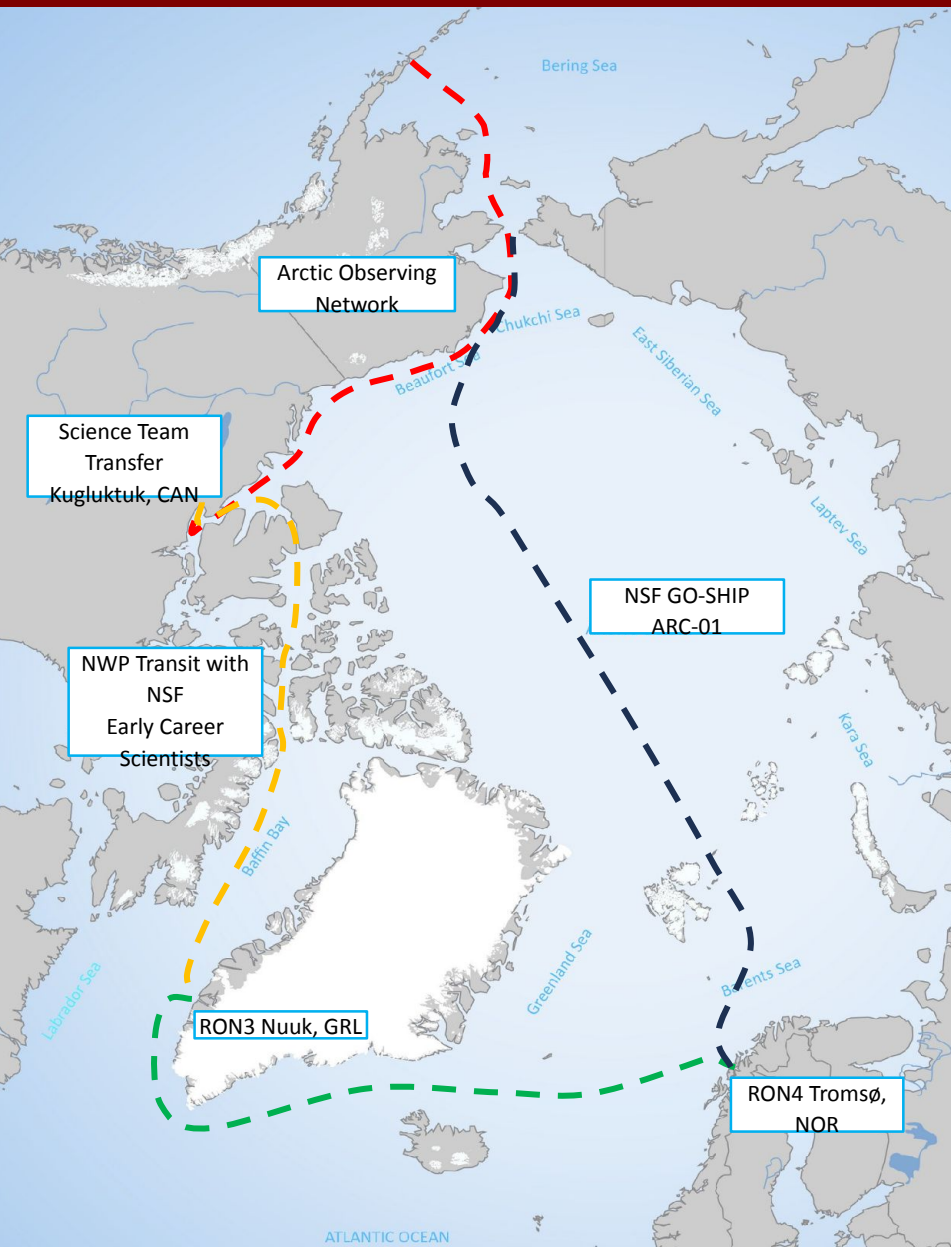 Bering Sea
Arctic Observing
Network
Chukchi Sea
East Siberian Sea
Beaufort Sea
Science Team
Transfer
Kugluktuk, CAN
Laptev Sea
NSF GO-SHIP
ARC-01
NWP Transit with
NSF
Early Career
Scientists
Kara Sea
Baffin Bay
Greenland Sea
Barents Sea
Labrador Sea
RON3 Nuuk, GRL
RON4 Tromsø,
NOR
ATLANTIC OCEAN